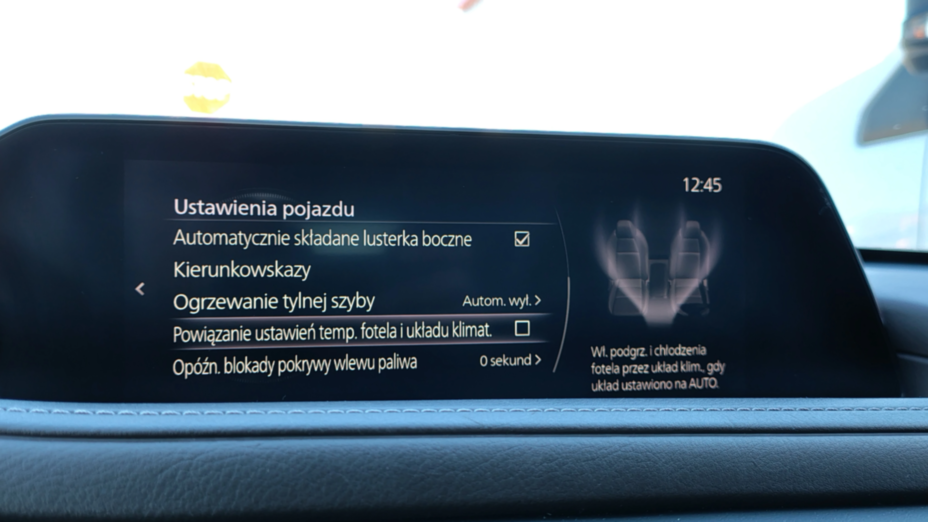 12:45
Ustawienia pojazdu
Automatycznie składane lusterka boczne
Kierunkowskazy
Ogrzewanie tylnej szyby Autom. wył.
Powiązanie ustawień temp. fotela i układu klimat.
Opóźn. blokady pokrywy wlewu paliwa 0 sekund
Wł. podgrz. i chłodzenia
fotela przez układ klim., gdy
układ ustawiono na AUTO.